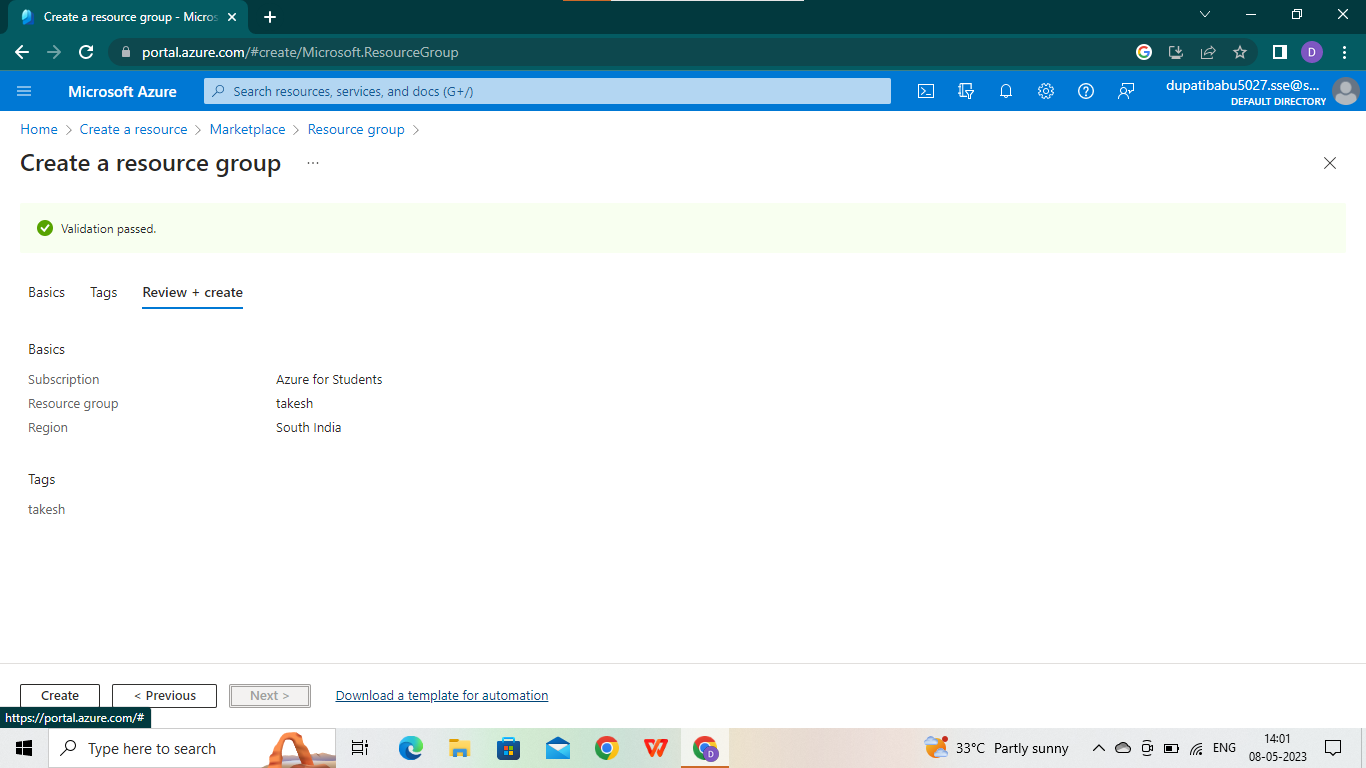 Create a resource group - Micros
portal.azure.com/#create/Microsoft.ResourceGroup
D
Microsoft Azure
Search resources, services, and docs (G+/)
dupatibabu5027.sse@s...
DEFAULT DIRECTORY
Home > Create a resource > Marketplace > Resource group >
Create a resource group ...
Validation passed.
Basics Tags Review + create
Basics
Subscription Azure for Students
Resource group takesh
Region South India
Tags
takesh
Create < Previous Next > Download a template for automation
https://portal.azure.com/#
Type here to search
33°C Partly sunny
ENG
14:01
08-05-2023